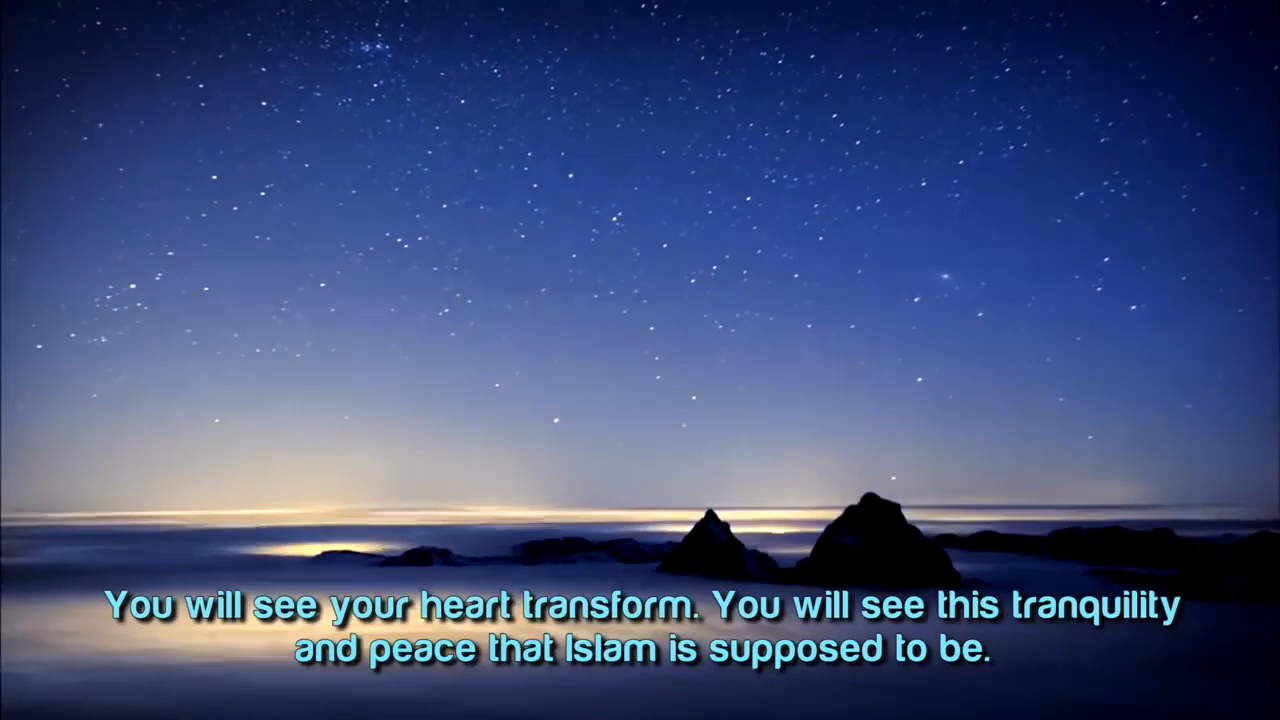 You will see your heart transform. You will see this tranquility
and peace that Islam is supposed to be.